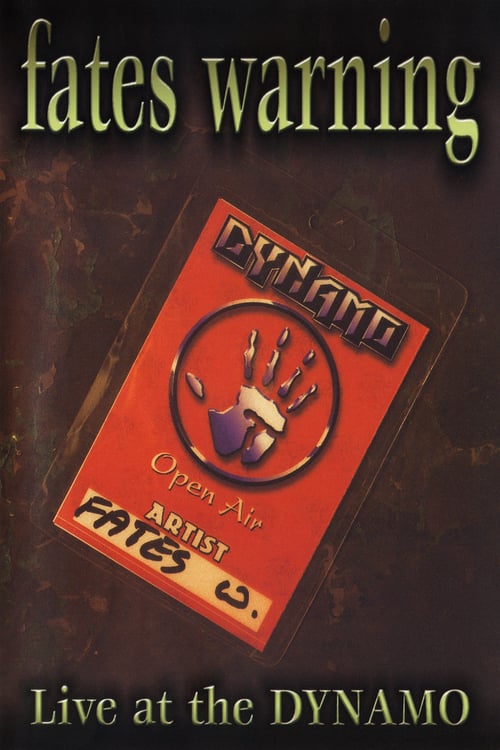 fates warning
DYNAMO
Open Air
ARTIST
FATES W.
Live at the DYNAMO